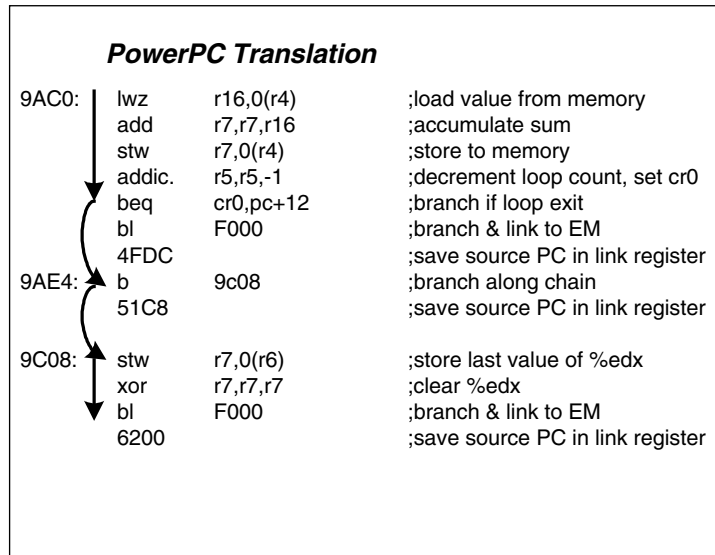 PowerPC Translation
9AC0: lwz r16,0(r4) ;load value from memory
add r7,r7,r16 ;accumulate sum
stw r7,0(r4) ;store to memory
addic. r5,r5,-1 ;decrement loop count, set cr0
beq cr0,pc+12 ;branch if loop exit
bl F000 ;branch & link to EM
4FDC ;save source PC in link register
9AE4: b 9c08 ;branch along chain
51C8 ;save source PC in link register
9C08: stw r7,0(r6) ;store last value of %edx
xor r7,r7,r7 ;clear %edx
bl F000 ;branch & link to EM
6200 ;save source PC in link register